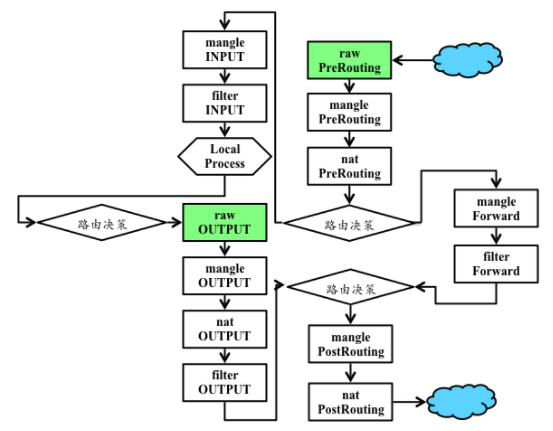 mangle
INPUT
filter
INPUT
Local
Process
路由决策
raw
OUTPUT
mangle
OUTPUT
nat
OUTPUT
filter
OUTPUT
raw
PreRouting
mangle
PreRouting
nat
PreRouting
路由决策
mangle
Forward
filter
Forward
路由决策
mangle
PostRouting
nat
PostRouting